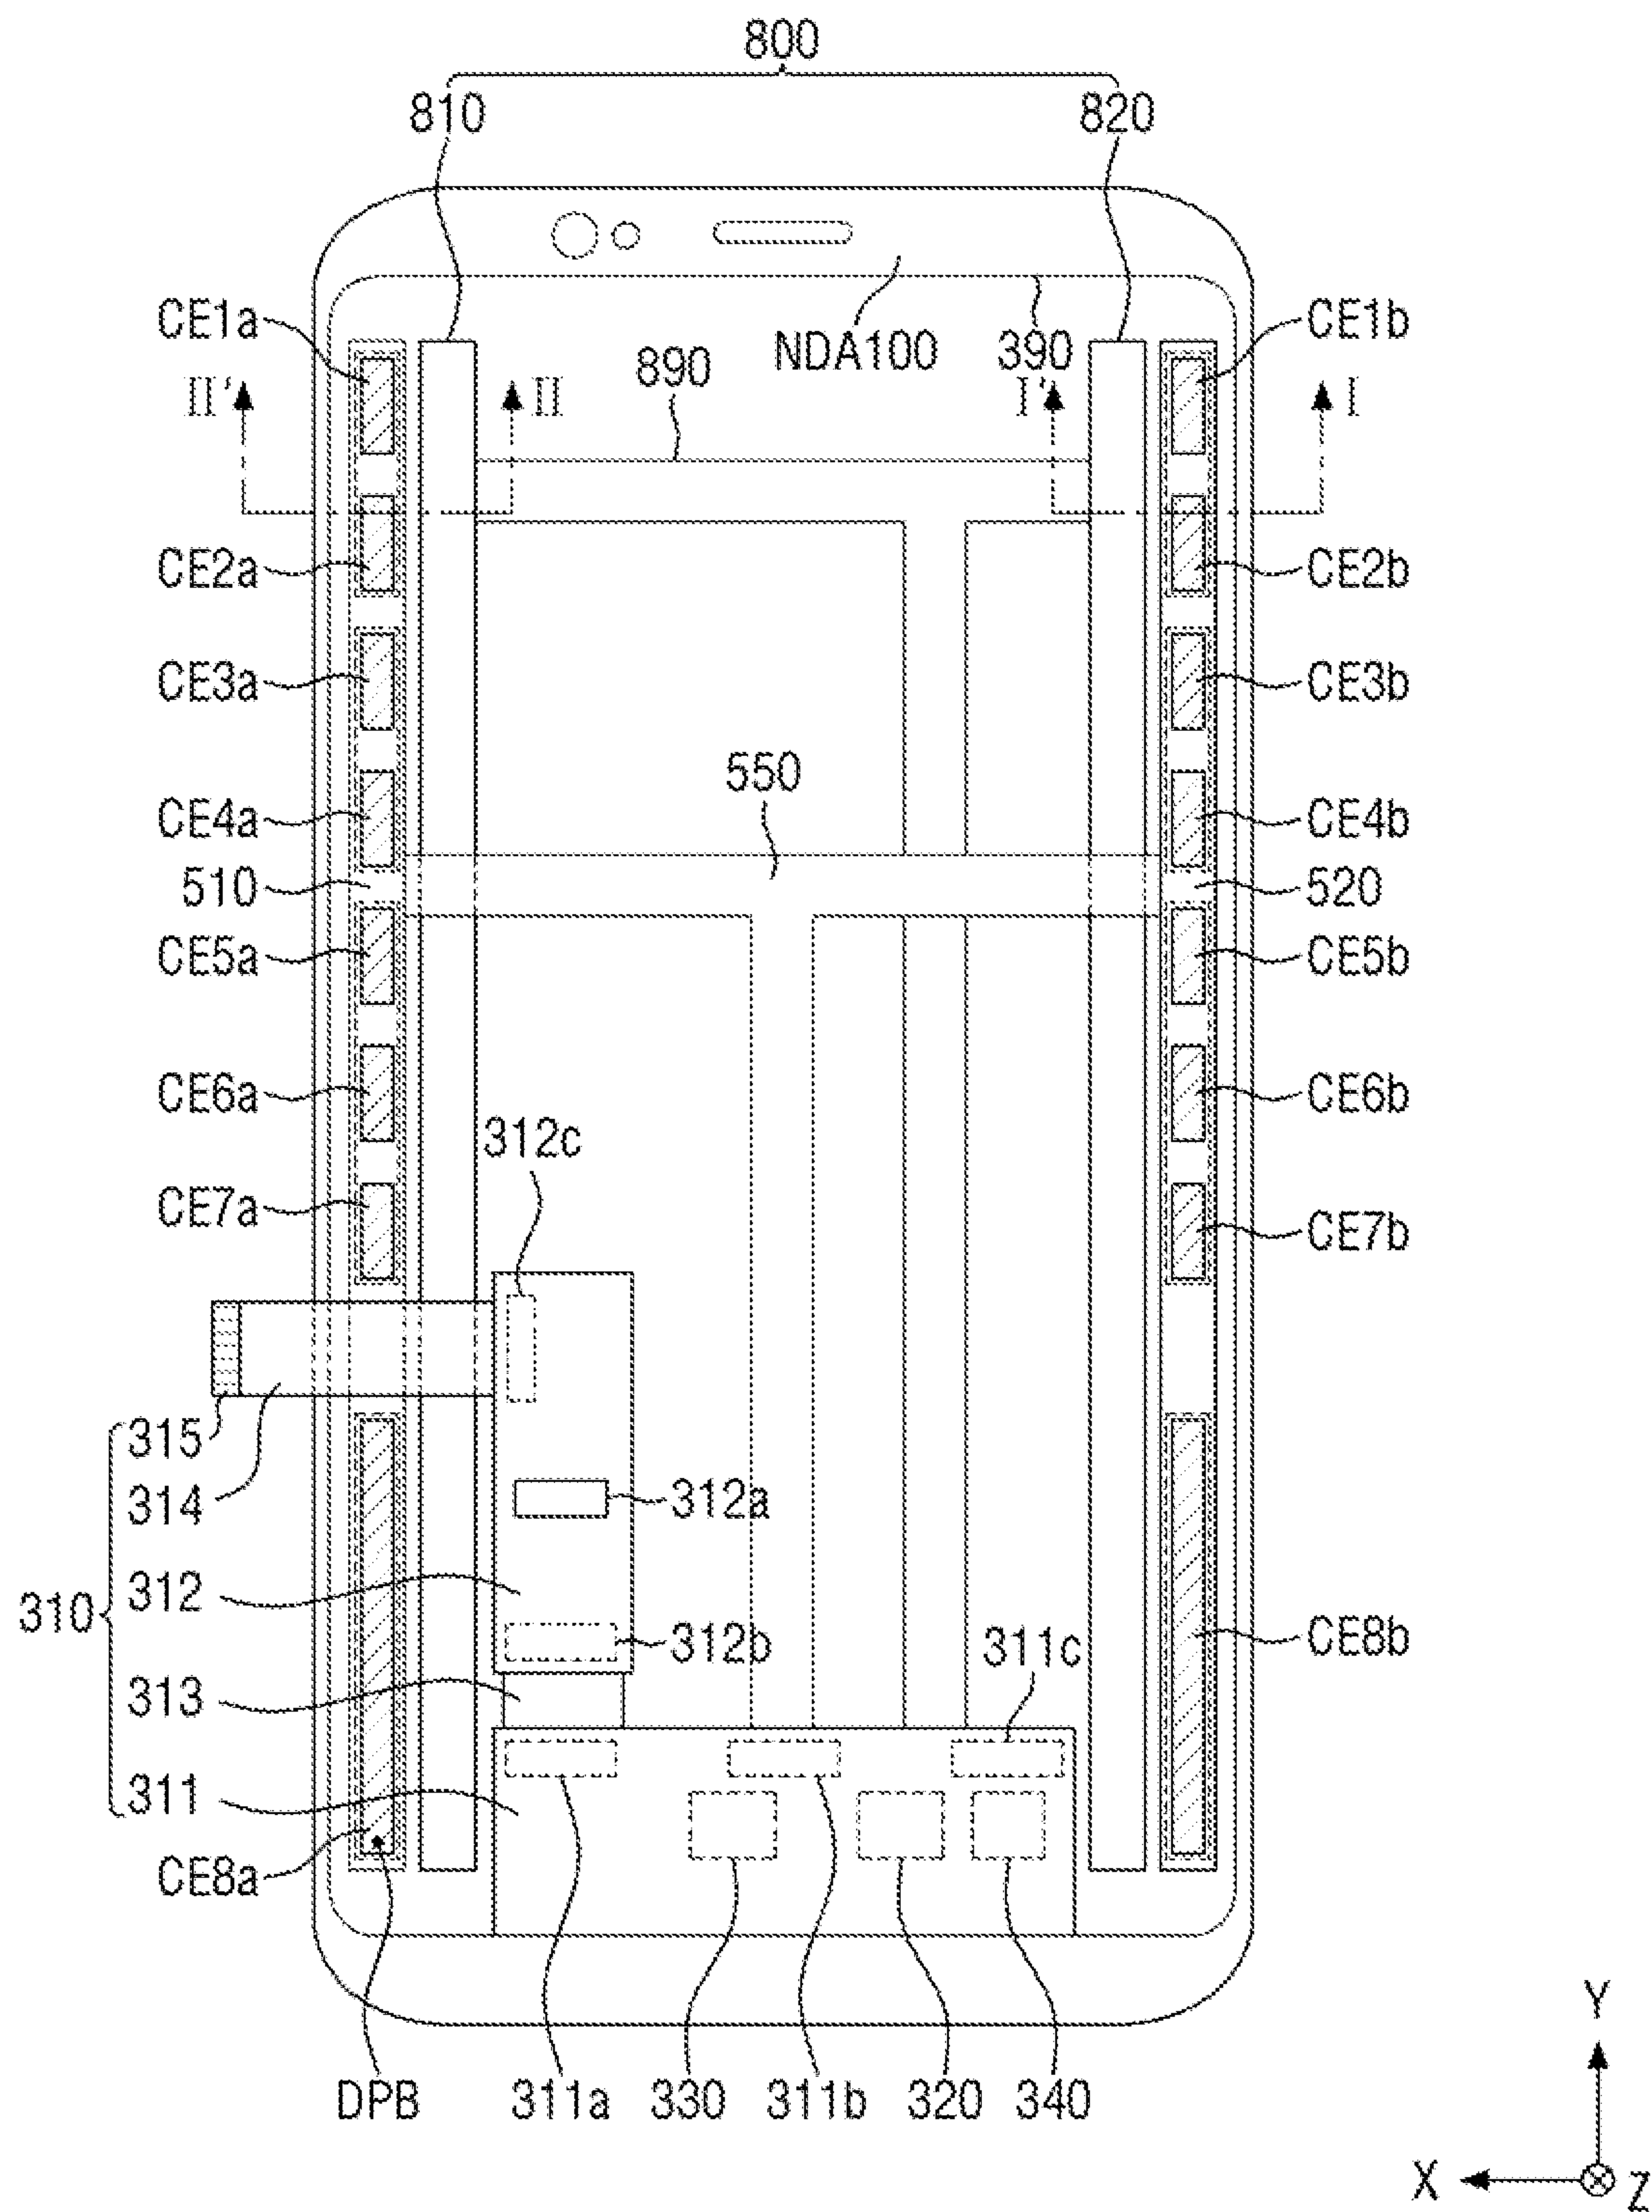 800
810 820
CE1a NDA100 390 CE1b
890
II' II I' I
CE2a CE2b
CE3a CE3b
550
CE4a CE4b
510 520
CE5a CE5b
CE6a CE6b
312c
CE7a CE7b
315
314 312a
312
310
312b 311c CE8b
313
311
CE8a
DPB 311a 330 311b 320 340
Y
X Z